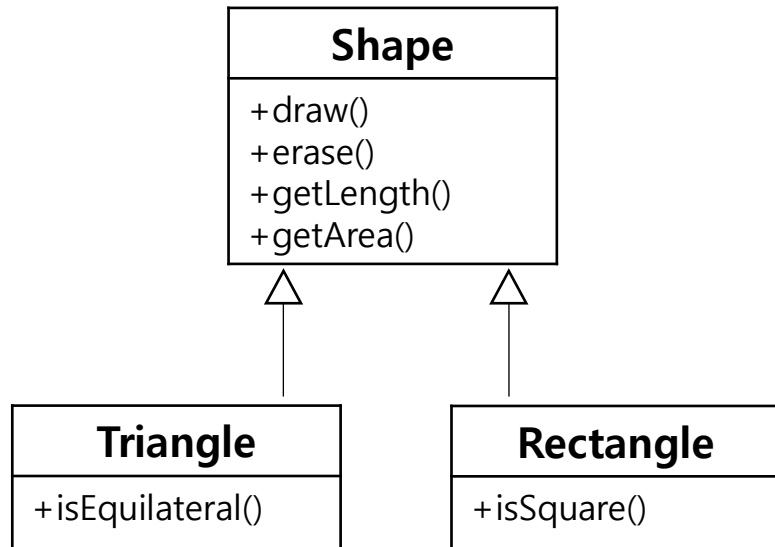 Shape
+draw()
+erase()
+getLength()
+getArea()
Triangle
+isEquilateral()
Rectangle
+isSquare()